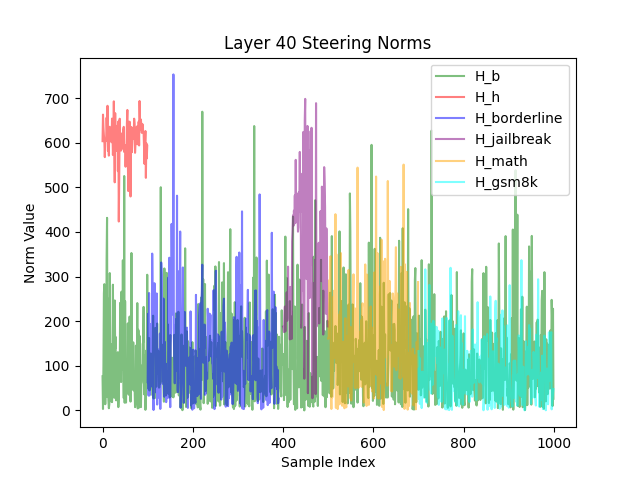 Layer 40 Steering Norms
Norm Value
700
600
500
400
300
200
100
0
H_b
H_h
H_borderline
H_jailbreak
H_math
H_gsm8k
0
200
400
600
800
1000
Sample Index